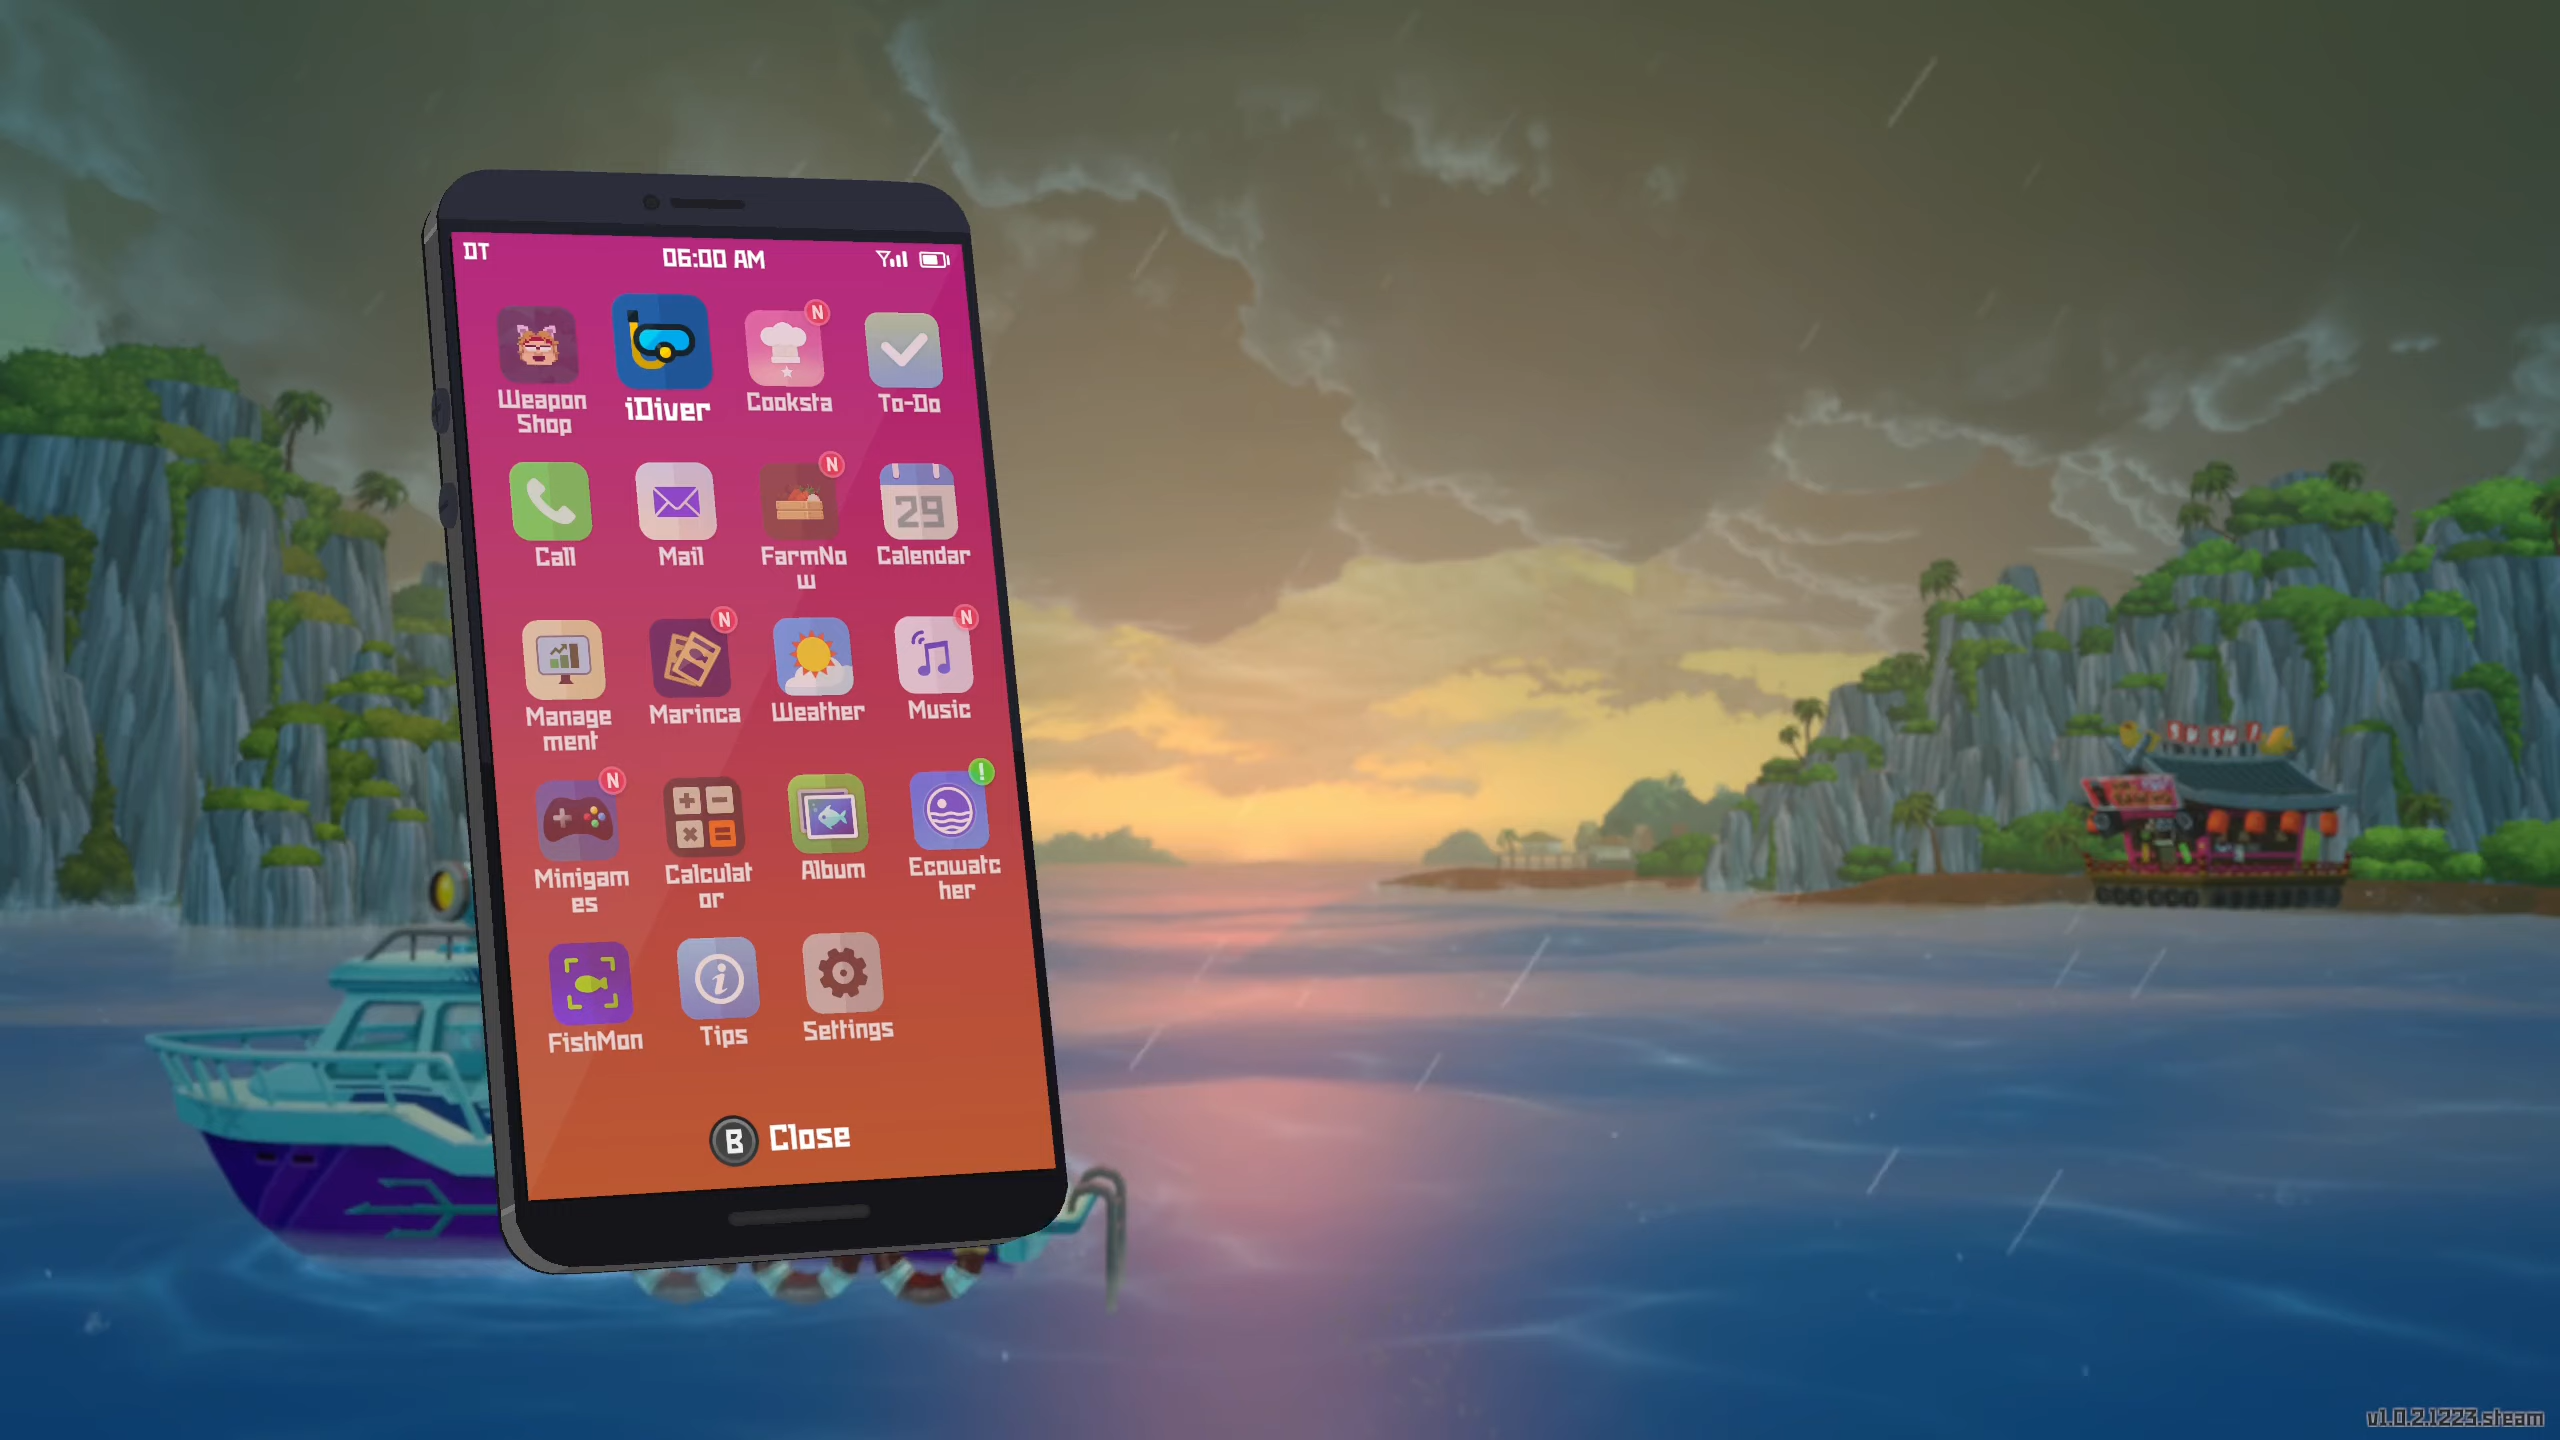 DT
06:00 AM
N
Weapon
Shop
iDiver
Cooksta
To-Do
N
29
Call
Mail
FarmNo
w
Calendar
N
N
Manage
ment
Marinca
Weather
Music
N
!
Minigam
es
Calculat
or
Album
Ecowatc
her
i
FishMon
Tips
Settings
B Close
SUSHI
v1.0.2.1223.steam